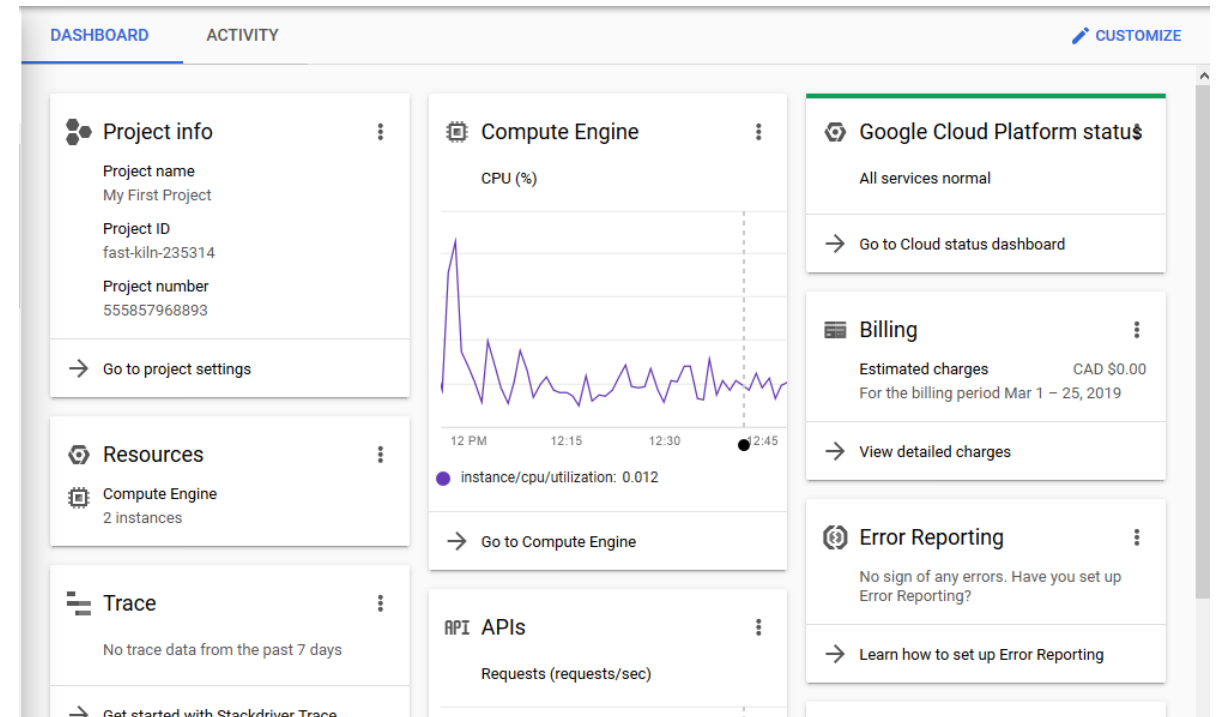 DASHBOARD
ACTIVITY
CUSTOMIZE
Project info
Project name
My First Project
Project ID
fast-kiln-235314
Project number
555857968893
Go to project settings
Resources
Compute Engine
2 instances
Trace
No trace data from the past 7 days
Get started with Stackdriver Trace
Compute Engine
CPU (%)
12 PM 12:15 12:30 12:45
instance/cpu/utilization: 0.012
Go to Compute Engine
API APIs
Requests (requests/sec)
Google Cloud Platform status
All services normal
Go to Cloud status dashboard
Billing
Estimated charges CAD $0.00
For the billing period Mar 1 – 25, 2019
View detailed charges
Error Reporting
No sign of any errors. Have you set up
Error Reporting?
Learn how to set up Error Reporting